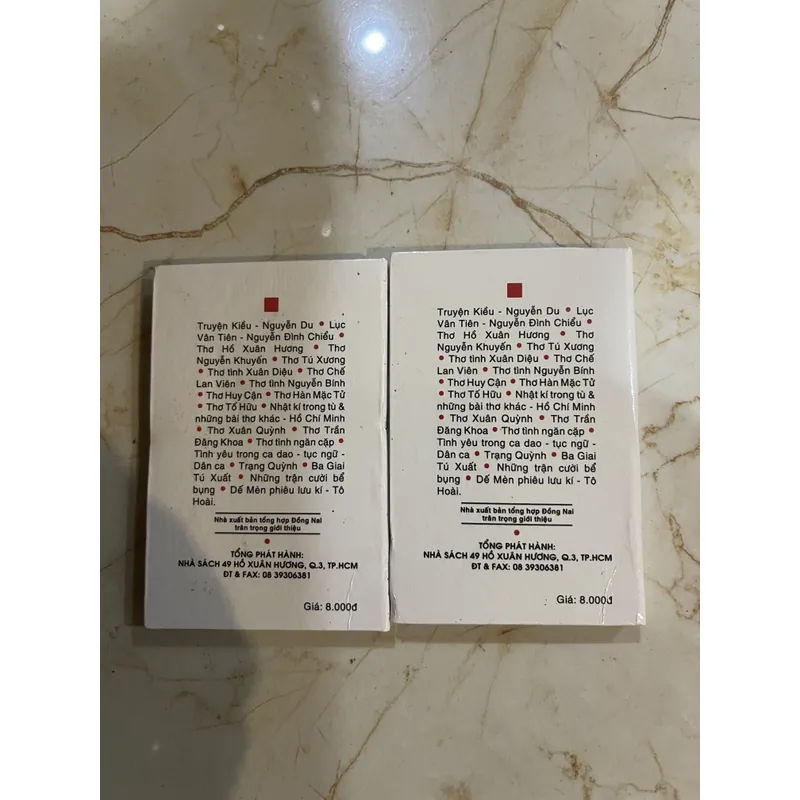 Truyện Kiều - Nguyễn Du • Lục
Vân Tiên - Nguyễn Đình Chiểu •
Thơ Hồ Xuân Hương • Thơ
Nguyễn Khuyến • Thơ Tú Xương
• Thơ tình Xuân Diệu • Thơ Chế
Lan Viên • Thơ tình Nguyễn Bính
• Thơ Huy Cận • Thơ Hàn Mặc Tử
• Thơ Tố Hữu • Nhật kí trong tù &
những bài thơ khác - Hồ Chí Minh
• Thơ Xuân Quỳnh • Thơ Trần
Đăng Khoa • Thơ tình ngăn cặp •
Tình yêu trong ca dao - tục ngữ -
Dân ca • Trạng Quỳnh • Ba Giai
Tú Xuất • Những trận cười bể
bụng • Dế Mèn phiêu lưu kí - Tô
Hoài.
Nhà xuất bản tổng hợp Đồng Nai
trân trọng giới thiệu
•
TỔNG PHÁT HÀNH:
NHÀ SÁCH 49 HỒ XUÂN HƯƠNG, Q.3, TP.HCM
ĐT & FAX: 08 39306381
Giá: 8.000đ
Truyện Kiều - Nguyễn Du • Lục
Vân Tiên - Nguyễn Đình Chiểu •
Thơ Hồ Xuân Hương • Thơ
Nguyễn Khuyến • Thơ Tú Xương
• Thơ tình Xuân Diệu • Thơ Chế
Lan Viên • Thơ tình Nguyễn Bính
• Thơ Huy Cận • Thơ Hàn Mặc Tử
• Thơ Tố Hữu • Nhật kí trong tù &
những bài thơ khác - Hồ Chí Minh
• Thơ Xuân Quỳnh • Thơ Trần
Đăng Khoa • Thơ tình ngăn cặp •
Tình yêu trong ca dao - tục ngữ -
Dân ca • Trạng Quỳnh • Ba Giai
Tú Xuất • Những trận cười bể
bụng • Dế Mèn phiêu lưu kí - Tô
Hoài.
Nhà xuất bản tổng hợp Đồng Nai
trân trọng giới thiệu
•
TỔNG PHÁT HÀNH:
NHÀ SÁCH 49 HỒ XUÂN HƯƠNG, Q.3, TP.HCM
ĐT & FAX: 08 39306381
Giá: 8.000đ